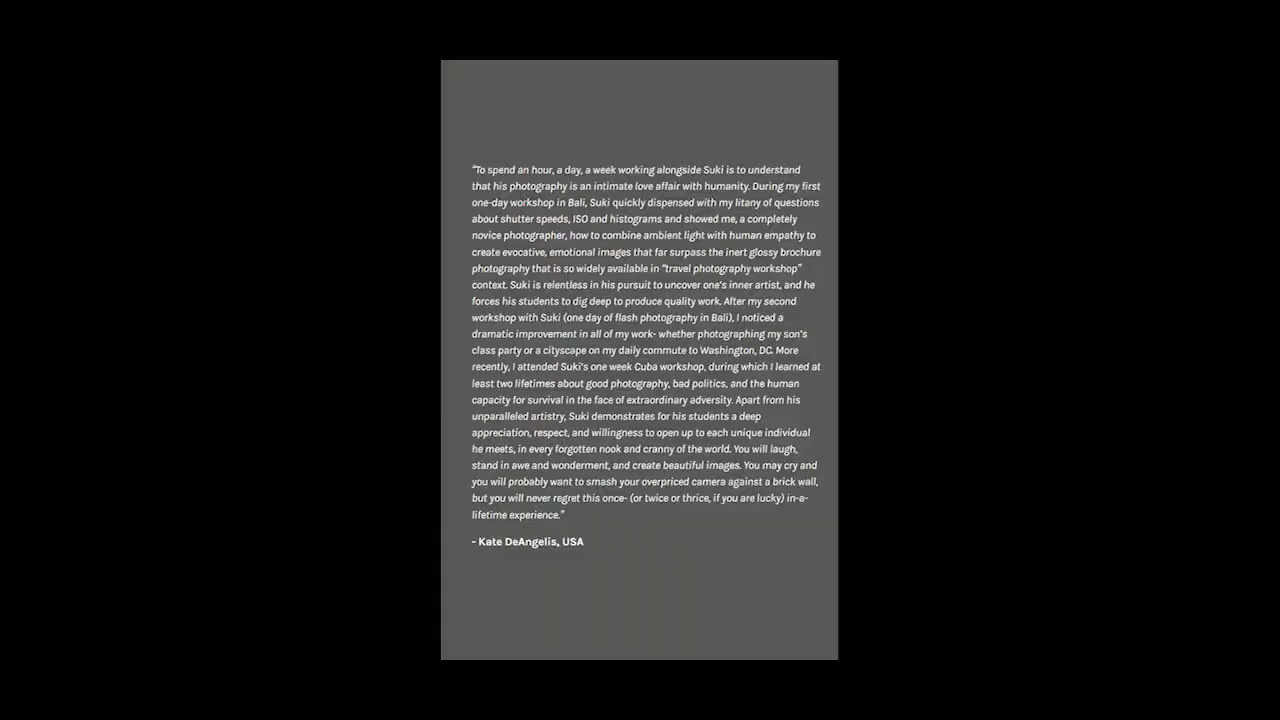 “To spend an hour, a day, a week working alongside Suki is to understand
that his photography is an intimate love affair with humanity. During my first
one-day workshop in Bali, Suki quickly dispensed with my litany of questions
about shutter speeds, ISO and histograms and showed me, a completely
novice photographer, how to combine ambient light with human empathy to
create evocative, emotional images that far surpass the inert glossy brochure
photography that is so widely available in “travel photography workshop”
context. Suki is relentless in his pursuit to uncover one’s inner artist, and he
forces his students to dig deep to produce quality work. After my second
workshop with Suki (one day of flash photography in Bali), I noticed a
dramatic improvement in all of my work- whether photographing my son’s
class party or a cityscape on my daily commute to Washington, DC. More
recently, I attended Suki’s one week Cuba workshop, during which I learned at
least two lifetimes about good photography, bad politics, and the human
capacity for survival in the face of extraordinary adversity. Apart from his
unparalleled artistry, Suki demonstrates for his students a deep
appreciation, respect, and willingness to open up to each unique individual
he meets, in every forgotten nook and cranny of the world. You will laugh,
stand in awe and wonderment, and create beautiful images. You may cry and
you will probably want to smash your overpriced camera against a brick wall,
but you will never regret this once- (or twice or thrice, if you are lucky) in-a-
lifetime experience.”
- Kate DeAngelis, USA